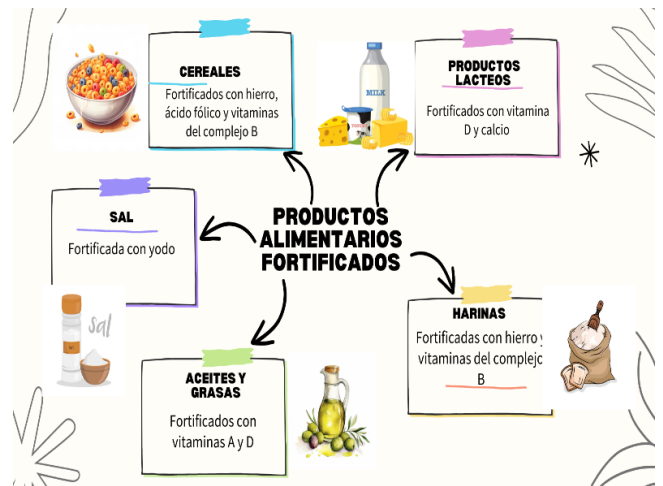 CEREALES
Fortificados con hierro,
ácido fólico y vitaminas
del complejo B
MILK
PRODUCTOS
LACTEOS
Fortificados con vitamina
D y calcio
SAL
Fortificada con yodo
sal
PRODUCTOS
ALIMENTARIOS
FORTIFICADOS
HARINAS
Fortificadas con hierro y
vitaminas del complejo
B
ACEITES Y
GRASAS
Fortificados con
vitaminas A y D